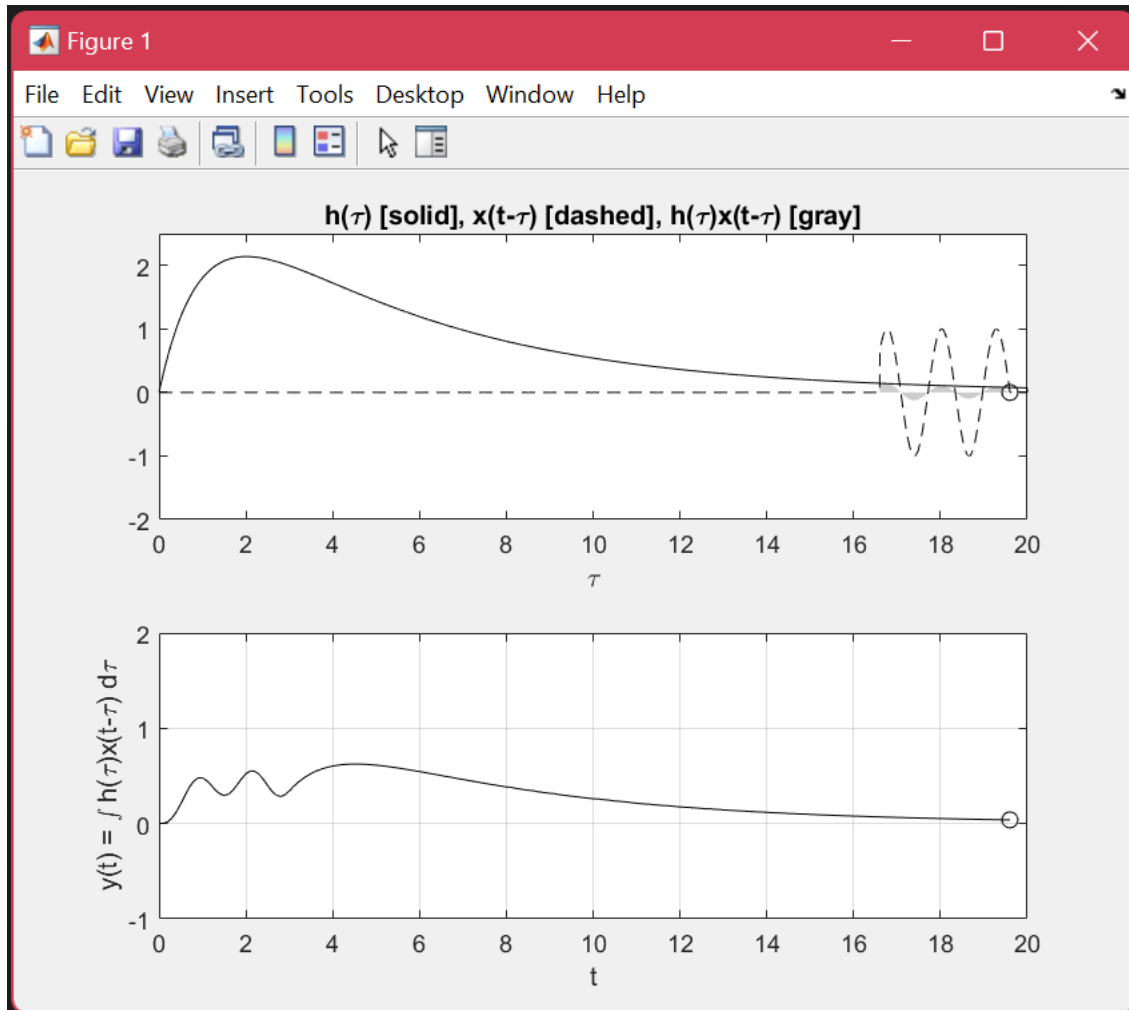 Figure 1
File Edit View Insert Tools Desktop Window Help
h(τ) [solid], x(t-τ) [dashed], h(τ)x(t-τ) [gray]
2
1
0
-1
-2
0 2 4 6 8 10 12 14 16 18 20
τ
y(t) = ∫ h(τ)x(t-τ) dτ
2
1
0
-1
0 2 4 6 8 10 12 14 16 18 20
t